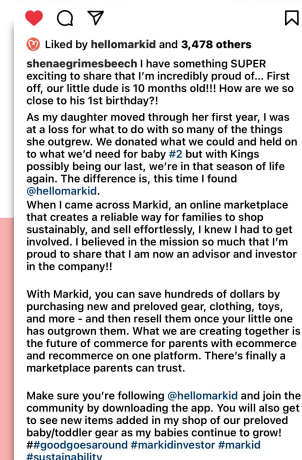 Liked by hellomarkid and 3,478 others
shenaegrimesbeech I have something SUPER
exciting to share that I'm incredibly proud of... First
off, our little dude is 10 months old!!! How are we so
close to his 1st birthday?!
As my daughter moved through her first year, I was
at a loss for what to do with so many of the things
she outgrew. We donated what we could and held on
to what we'd need for baby #2 but with Kings
possibly being our last, we're in that season of life
again. The difference is, this time I found
@hellomarkid.
When I came across Markid, an online marketplace
that creates a reliable way for families to shop
sustainably, and sell effortlessly, I knew I had to get
involved. I believed in the mission so much that I'm
proud to share that I am now an advisor and investor
in the company!!
With Markid, you can save hundreds of dollars by
purchasing new and preloved gear, clothing, toys,
and more - and then resell them once your little one
has outgrown them. What we are creating together is
the future of commerce for parents with ecommerce
and recommerce on one platform. There's finally a
marketplace parents can trust.
Make sure you're following @hellomarkid and join the
community by downloading the app. You will also get
to see new items added in my shop of our preloved
baby/toddler gear as my babies continue to grow!
##goodgoesaround #markidinvestor #markid
#sustainability